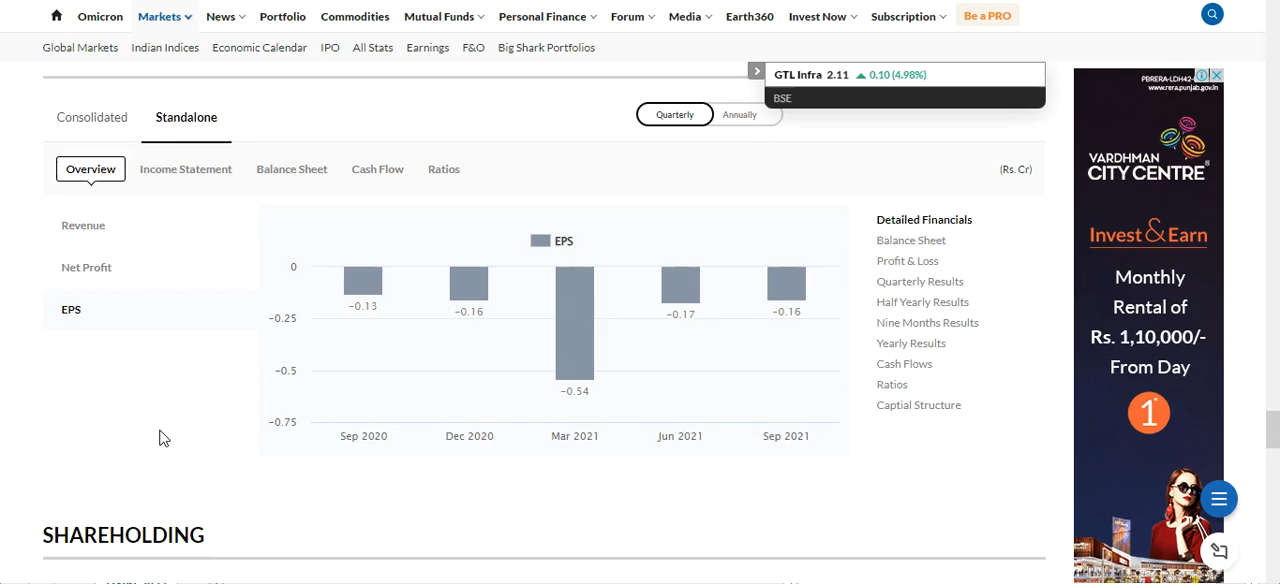 Omicron Markets News Portfolio Commodities Mutual Funds Personal Finance Forum Media Earth360 Invest Now Subscription Be a PRO
Global Markets Indian Indices Economic Calendar IPO All Stats Earnings F&O Big Shark Portfolios
GTL Infra 2.11 0.10 (4.98%)
BSE
Consolidated Standalone
Quarterly Annually
Overview Income Statement Balance Sheet Cash Flow Ratios (Rs. Cr)
Revenue
Net Profit
EPS
EPS
0
-0.25
-0.5
-0.75
-0.13
-0.16
-0.54
-0.17
-0.16
Sep 2020 Dec 2020 Mar 2021 Jun 2021 Sep 2021
Detailed Financials
Balance Sheet
Profit & Loss
Quarterly Results
Half Yearly Results
Nine Months Results
Yearly Results
Cash Flows
Ratios
Captial Structure
SHAREHOLDING
www.rera.punjab.gov.in
VARDHMAN
CITY CENTRE®
Invest & Earn
Monthly
Rental of
Rs. 1,10,000/-
From Day
1*